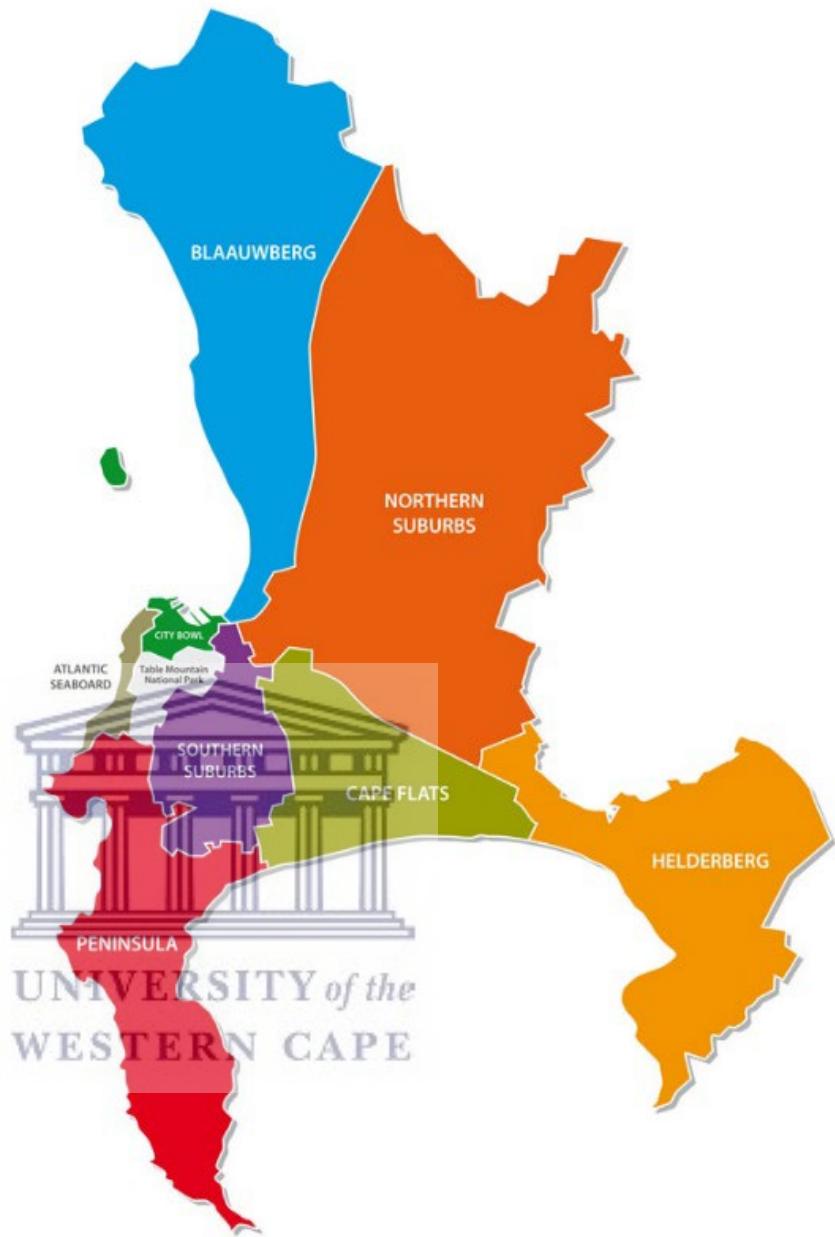 BLAAUWBERG
NORTHERN
SUBURBS
CITY BOWL
ATLANTIC
SEABOARD
Table Mountain
National Park
SOUTHERN
SUBURBS
CAPE FLATS
HELDERBERG
PENINSULA
UNIVERSITY of the
WESTERN CAPE